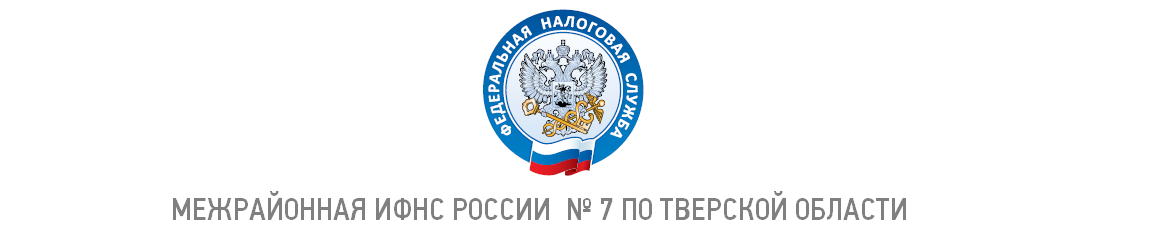 ФЕДЕРАЛЬНАЯ НАЛОГОВАЯ СЛУЖБА
МЕЖРАЙОННАЯ ИФНС РОССИИ № 7 ПО ТВЕРСКОЙ ОБЛАСТИ